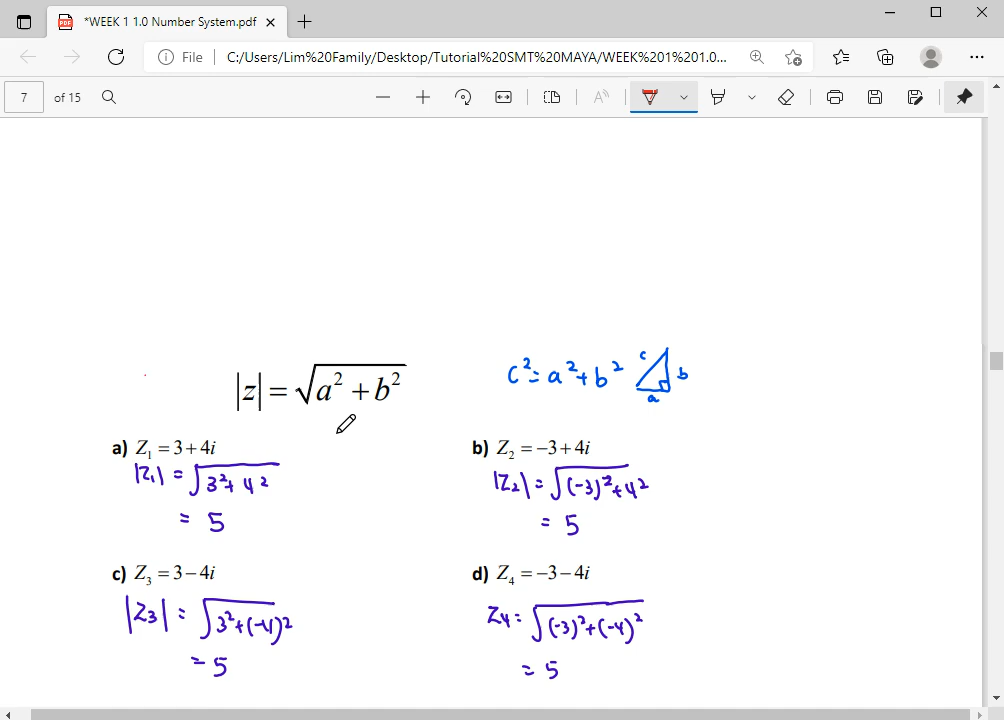 *WEEK 1 1.0 Number System.pdf
File
C:/Users/Lim%20Family/Desktop/Tutorial%20SMT%20MAYA/WEEK%201%201.0...
7 of 15
|z| = √(a² + b²)
c² = a² + b²
c
b
a
a) Z₁ = 3 + 4i
|Z₁| = √(3² + 4²)
= 5
b) Z₂ = −3 + 4i
|Z₂| = √((-3)² + 4²)
= 5
c) Z₃ = 3 − 4i
|Z₃| = √(3² + (-4)²)
= 5
d) Z₄ = −3 − 4i
Z₄ = √((-3)² + (-4)²)
= 5